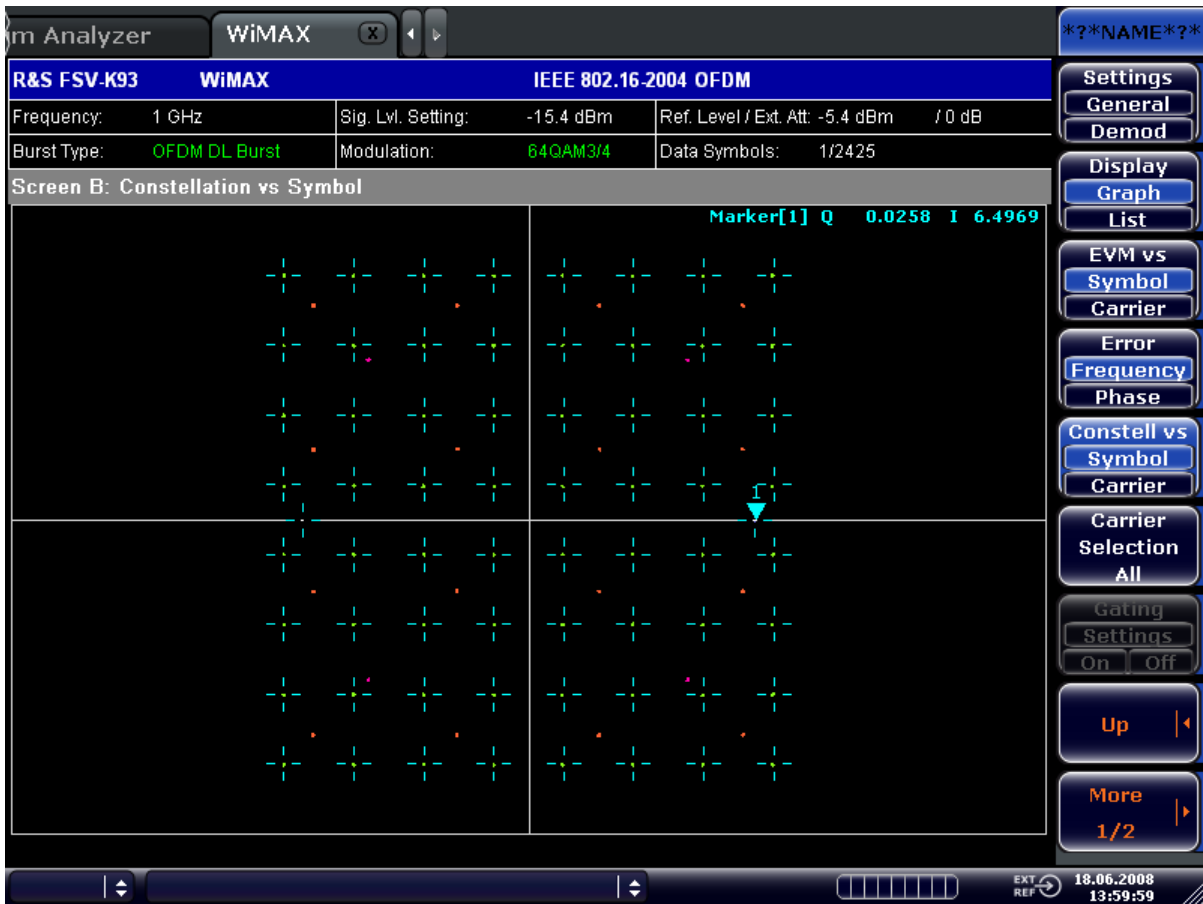 m Analyzer WiMAX X
*?*NAME*?*
R&S FSV-K93 WiMAX IEEE 802.16-2004 OFDM
Frequency: 1 GHz Sig. Lvl. Setting: -15.4 dBm Ref. Level / Ext. Att: -5.4 dBm / 0 dB
Burst Type: OFDM DL Burst Modulation: 64QAM3/4 Data Symbols: 1/2425
Screen B: Constellation vs Symbol
Marker[1] Q 0.0258 I 6.4969
1
Settings
General
Demod
Display
Graph
List
EVM vs
Symbol
Carrier
Error
Frequency
Phase
Constell vs
Symbol
Carrier
Carrier
Selection
All
Gating
Settings
On Off
Up
More
1/2
EXT
REF
18.06.2008
13:59:59